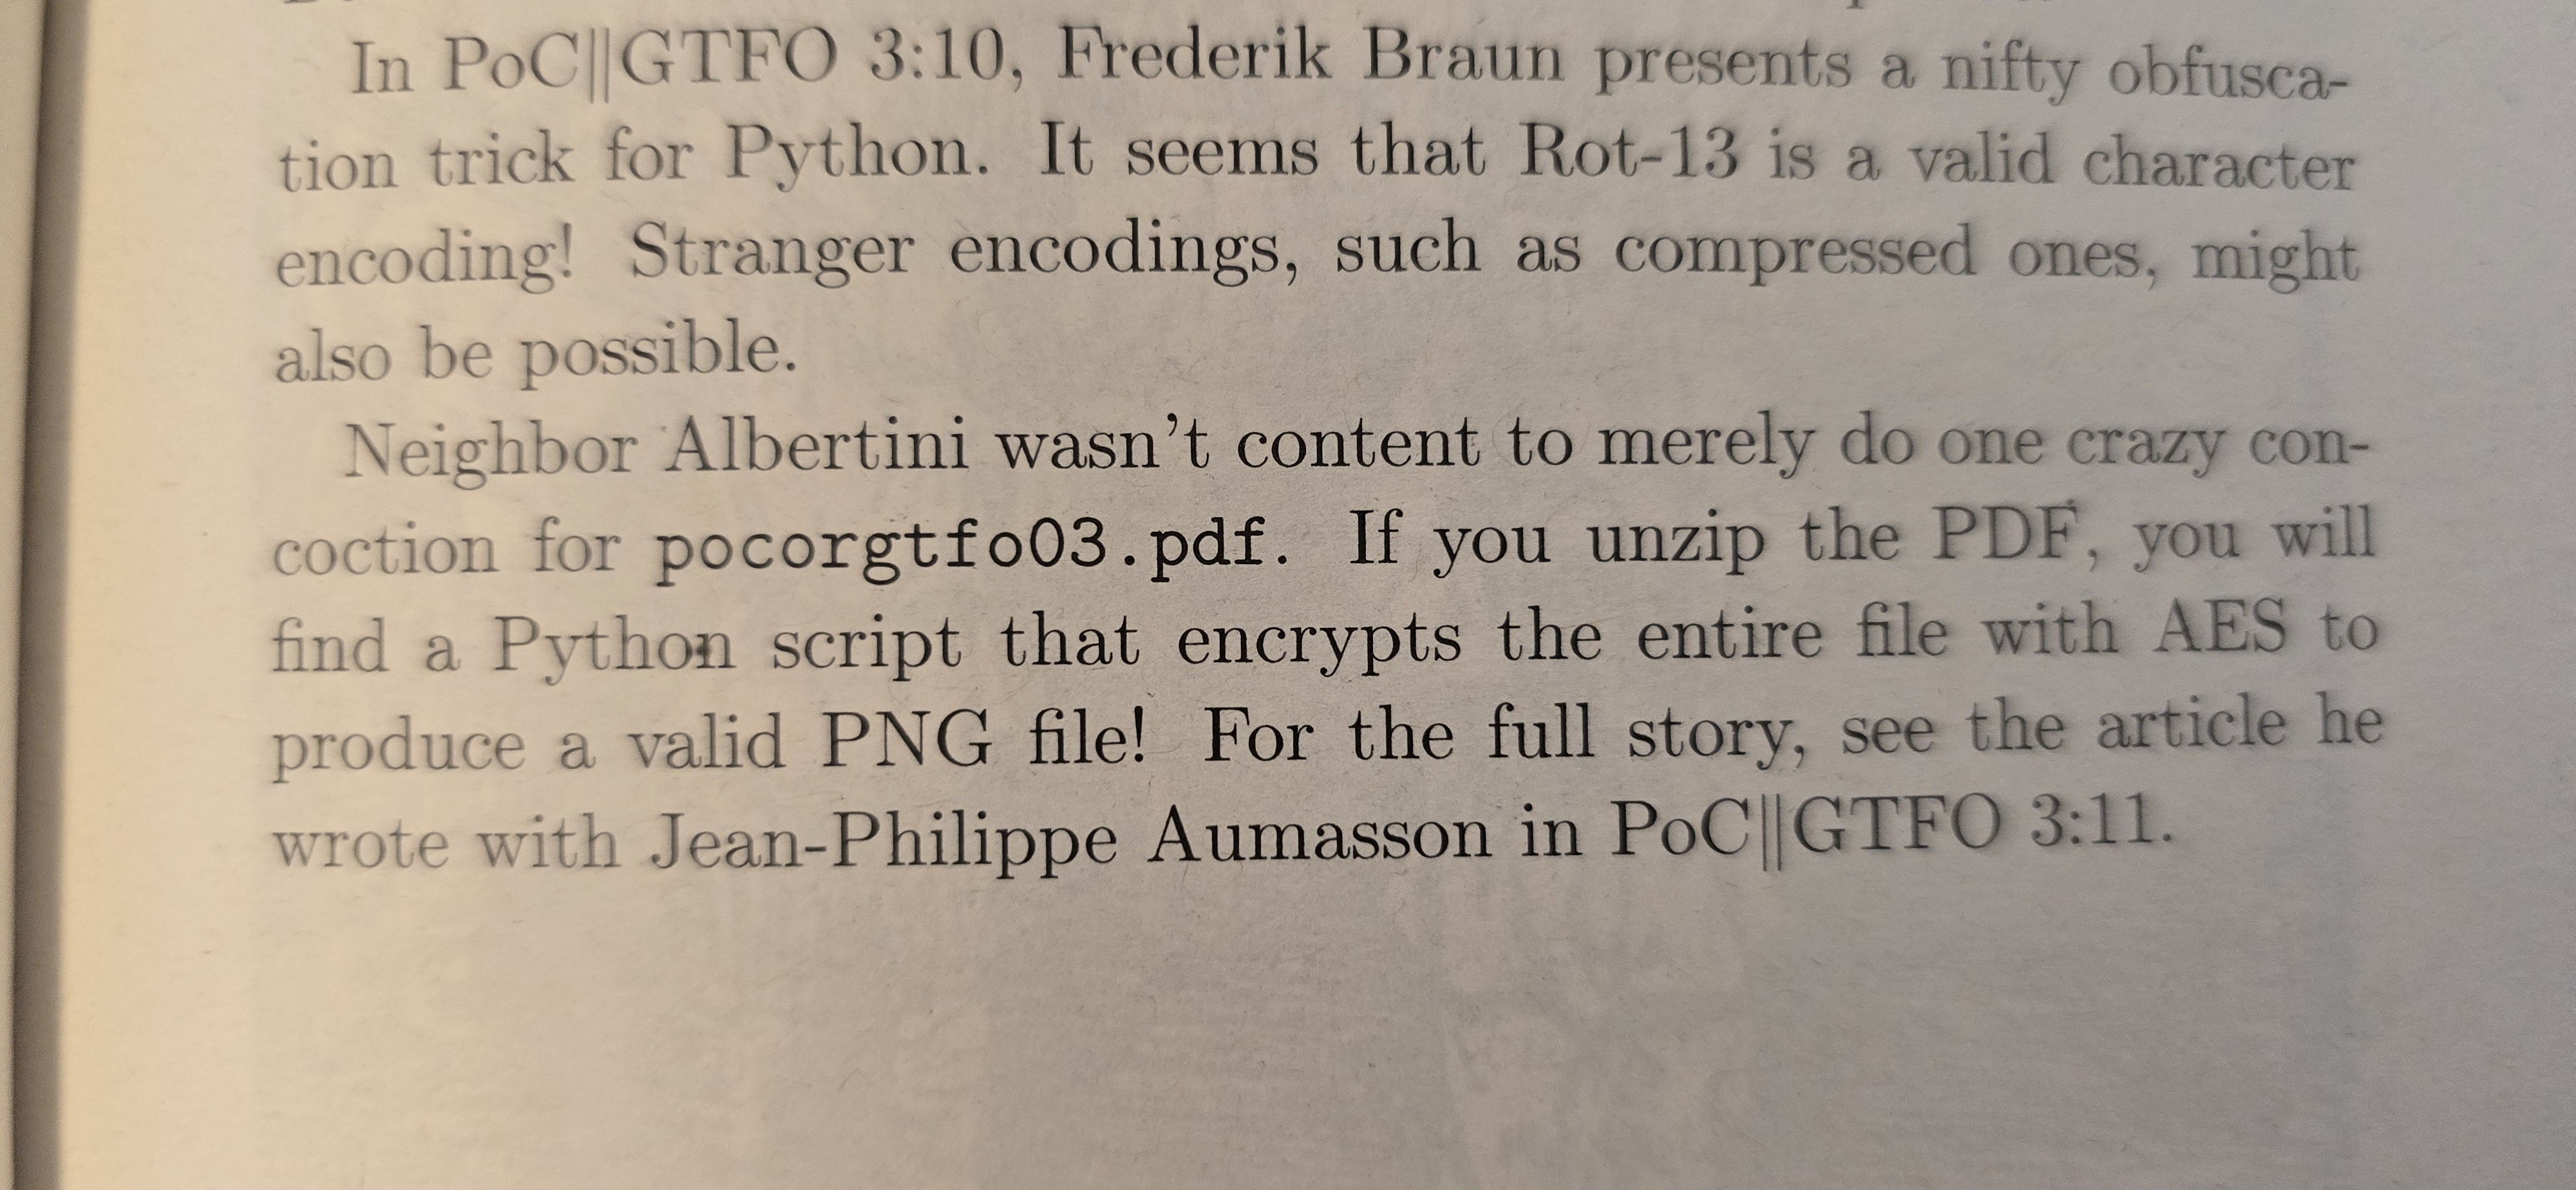 In PoC||GTFO 3:10, Frederik Braun presents a nifty obfusca-
tion trick for Python. It seems that Rot-13 is a valid character
encoding! Stranger encodings, such as compressed ones, might
also be possible.
Neighbor Albertini wasn't content to merely do one crazy con-
coction for pocorgtfo03.pdf. If you unzip the PDF, you will
find a Python script that encrypts the entire file with AES to
produce a valid PNG file! For the full story, see the article he
wrote with Jean-Philippe Aumasson in PoC||GTFO 3:11.